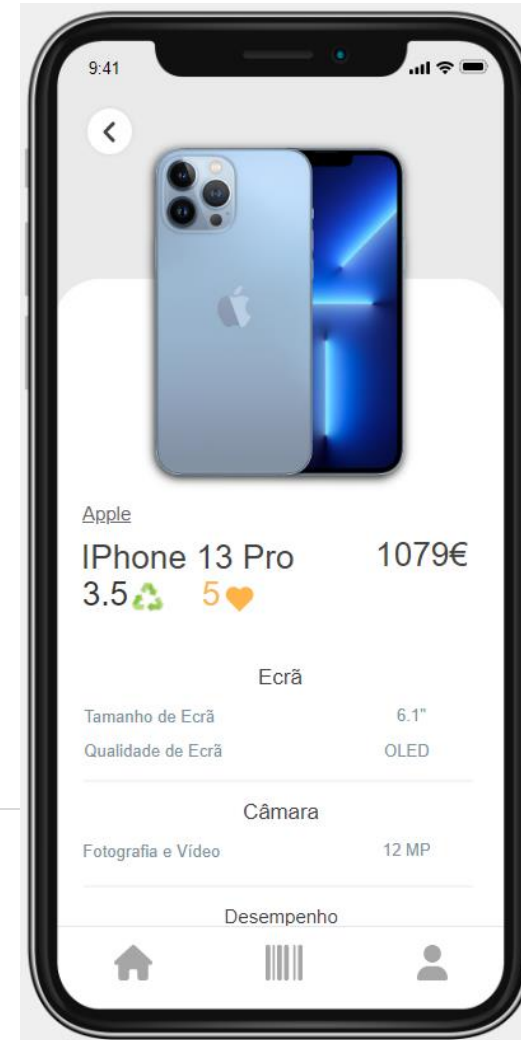 9:41
Apple
IPhone 13 Pro 1079€
3.5 5
Ecrã
Tamanho de Ecrã 6.1"
Qualidade de Ecrã OLED
Câmara
Fotografia e Vídeo 12 MP
Desempenho